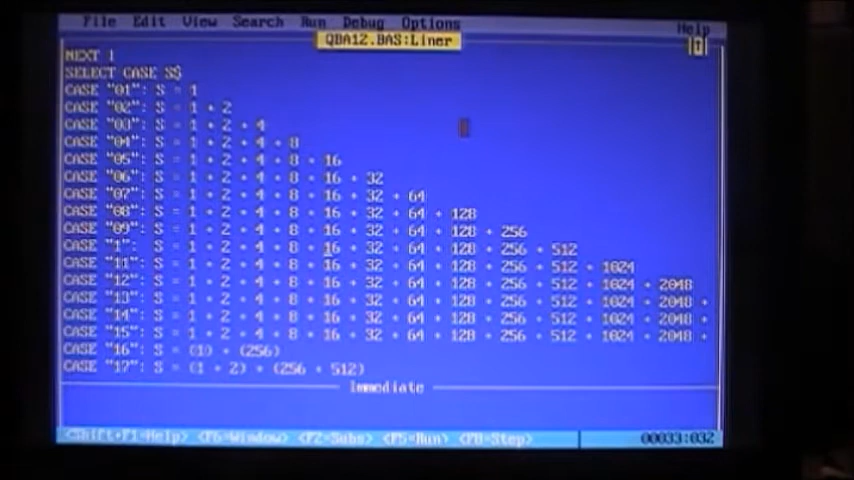 File Edit View Search Run Debug Options Help
QBA12.BAS:Liner
NEXT I
SELECT CASE S$
CASE "01": S = 1
CASE "02": S = 1 + 2
CASE "03": S = 1 + 2 + 4
CASE "04": S = 1 + 2 + 4 + 8
CASE "05": S = 1 + 2 + 4 + 8 + 16
CASE "06": S = 1 + 2 + 4 + 8 + 16 + 32
CASE "07": S = 1 + 2 + 4 + 8 + 16 + 32 + 64
CASE "08": S = 1 + 2 + 4 + 8 + 16 + 32 + 64 + 128
CASE "09": S = 1 + 2 + 4 + 8 + 16 + 32 + 64 + 128 + 256
CASE "1": S = 1 + 2 + 4 + 8 + 16 + 32 + 64 + 128 + 256 + 512
CASE "11": S = 1 + 2 + 4 + 8 + 16 + 32 + 64 + 128 + 256 + 512 + 1024
CASE "12": S = 1 + 2 + 4 + 8 + 16 + 32 + 64 + 128 + 256 + 512 + 1024 + 2048
CASE "13": S = 1 + 2 + 4 + 8 + 16 + 32 + 64 + 128 + 256 + 512 + 1024 + 2048 +
CASE "14": S = 1 + 2 + 4 + 8 + 16 + 32 + 64 + 128 + 256 + 512 + 1024 + 2048 +
CASE "15": S = 1 + 2 + 4 + 8 + 16 + 32 + 64 + 128 + 256 + 512 + 1024 + 2048 +
CASE "16": S = (1) + (256)
CASE "17": S = (1 + 2) + (256 + 512)
Immediate
<Shift+F1=Help> <F6=Window> <F2=Subs> <F5=Run> <F8=Step> 00033:032